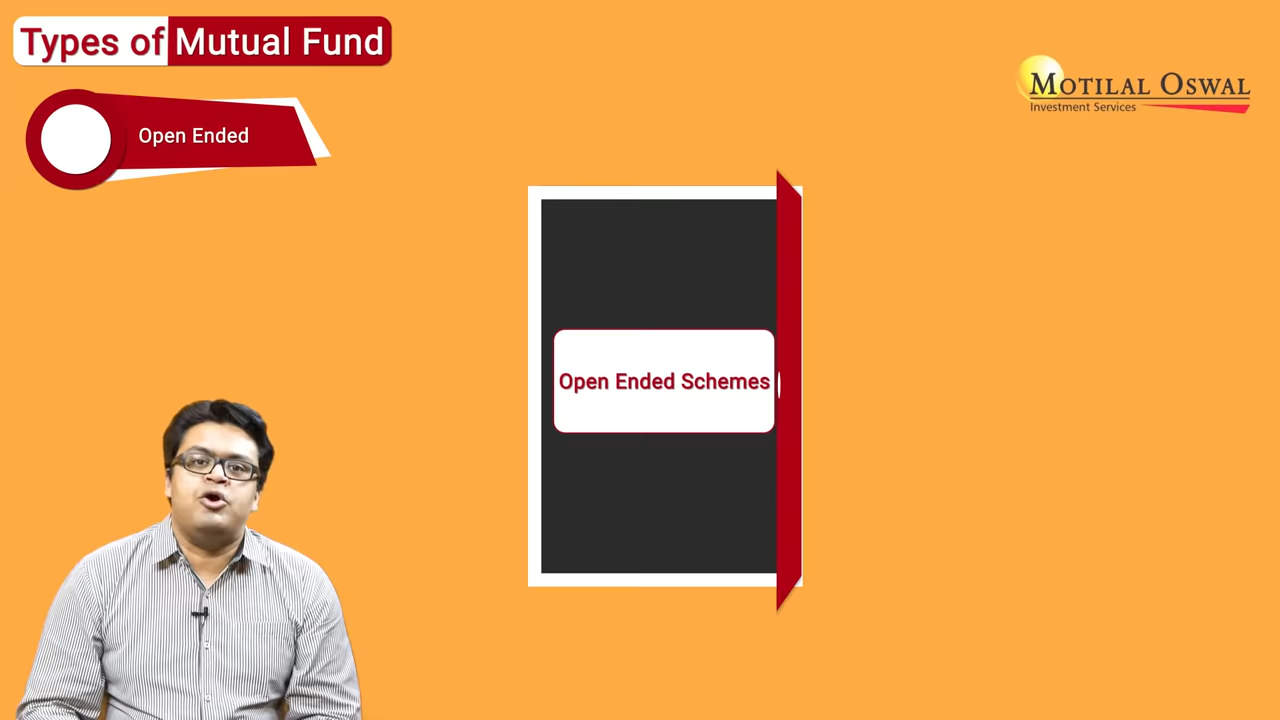 Types of Mutual Fund
MOTILAL OSWAL
Investment Services
Open Ended
Open Ended Schemes